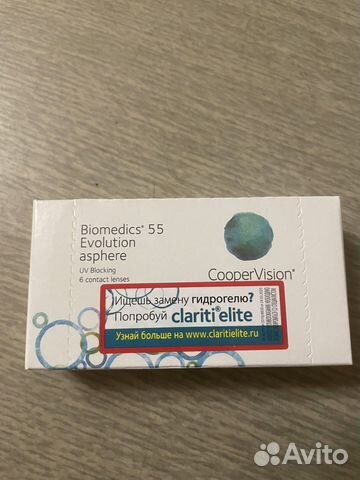 Biomedics® 55
Evolution
asphere
UV Blocking
6 contact lenses
CooperVision®
Ищешь замену гидрогелю?
Попробуй clariti® elite
Узнай больше на www.claritielite.ru
Avito